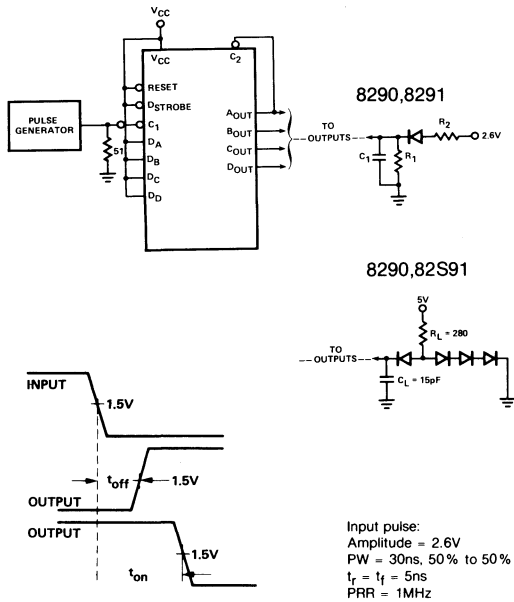 VCC
VCC
C2
RESET
DSTROBE
PULSE
GENERATOR
C1
51
DA
DB
DC
DD
AOUT
BOUT
COUT
DOUT
TO
OUTPUTS
8290,8291
R2
2.6V
C1
R1
8290,82S91
5V
RL = 280
TO
OUTPUTS
CL = 15pF
INPUT
1.5V
toff
1.5V
OUTPUT
OUTPUT
1.5V
ton
Input pulse:
Amplitude = 2.6V
PW = 30ns, 50% to 50%
tr = tf = 5ns
PRR = 1MHz